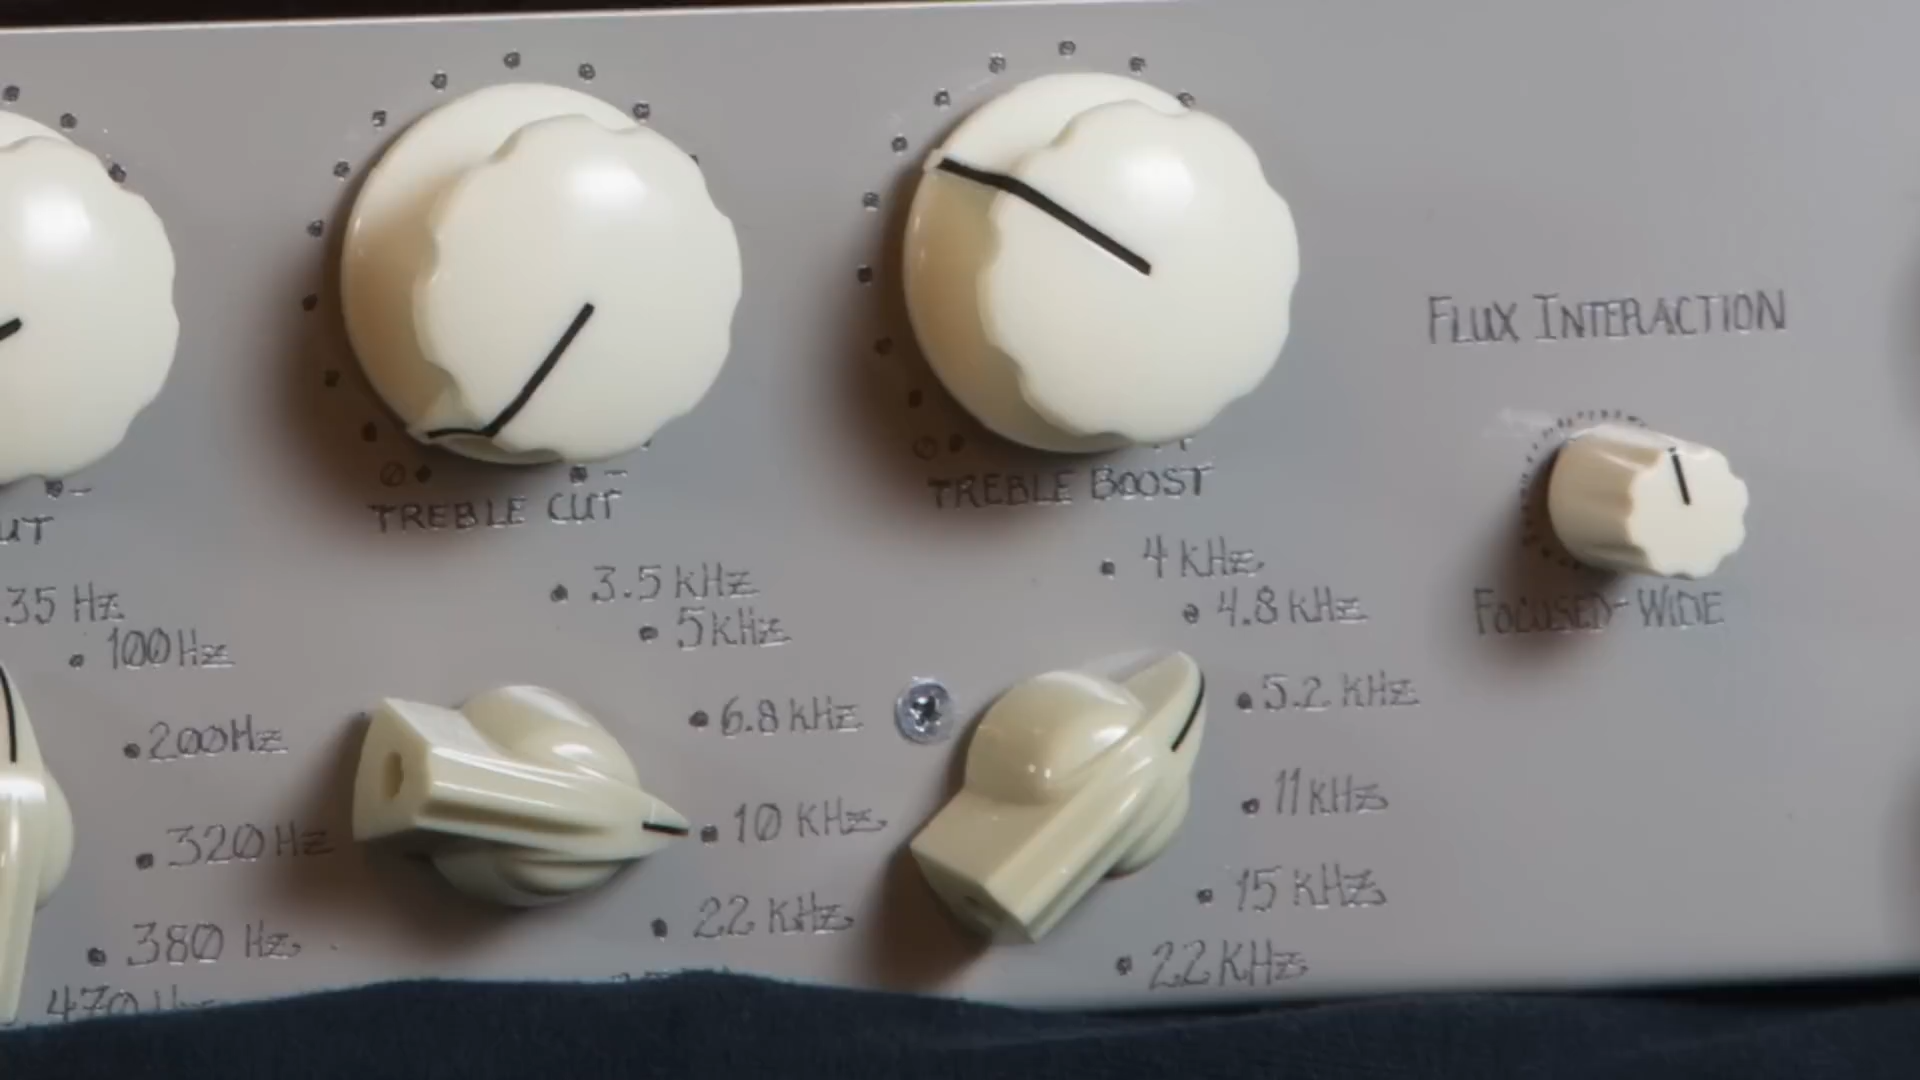 FLUX INTERACTION
TREBLE CUT
TREBLE BOOST
FOCUSED-WIDE
35 Hz
100 Hz
200 Hz
320 Hz
380 Hz
3.5 kHz
5 kHz
6.8 kHz
10 KHz
22 KHz
4 kHz
4.8 kHz
5.2 kHz
11 kHz
15 kHz
22 KHz